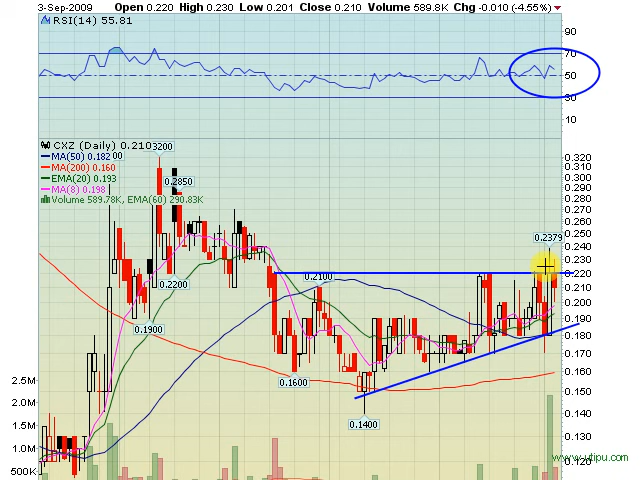 3-Sep-2009 Open 0.220 High 0.230 Low 0.201 Close 0.210 Volume 589.8K Chg -0.010 (-4.55%)
RSI(14) 55.81
90
70
50
30
10
CXZ (Daily) 0.210
3200
MA(50) 0.182
00
MA(200) 0.160
EMA(20) 0.193
MA(8) 0.198
Volume 589.78K, EMA(60) 290.83K
0.2850
0.2200
0.1900
0.2100
0.1600
0.1400
0.2379
0.320
0.310
0.300
0.290
0.280
0.270
0.260
0.250
0.240
0.230
0.220
0.210
0.200
0.190
0.180
0.170
0.160
0.150
0.140
0.130
0.120
2.5M
2.0M
1.5M
1.0M
500K
www.utipu.com